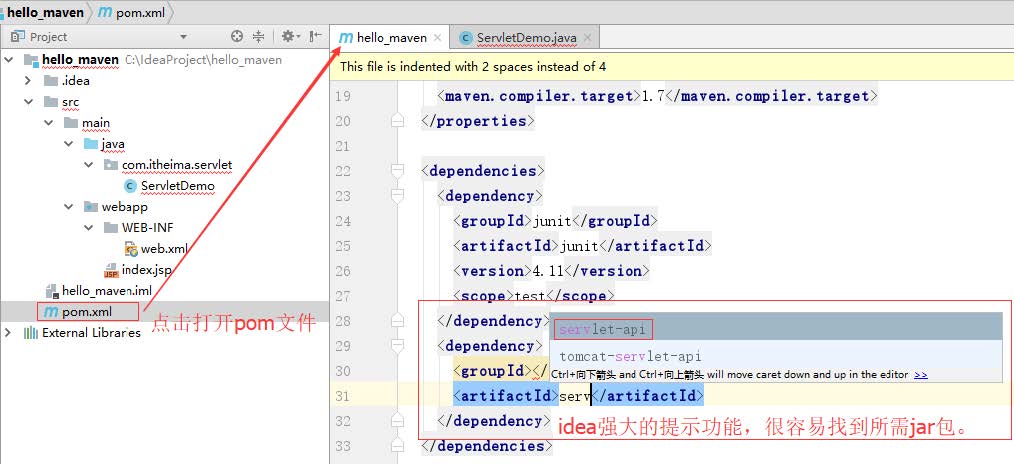 hello_maven pom.xml
Project
hello_maven C:\IdeaProject\hello_maven
.idea
src
main
java
com.itheima.servlet
ServletDemo
webapp
WEB-INF
web.xml
index.jsp
hello_maven.iml
pom.xml
External Libraries
点击打开pom文件
hello_maven ServletDemo.java
This file is indented with 2 spaces instead of 4
19 <maven.compiler.target>1.7</maven.compiler.target>
20 </properties>
21
22 <dependencies>
23 <dependency>
24 <groupId>junit</groupId>
25 <artifactId>junit</artifactId>
26 <version>4.11</version>
27 <scope>test</scope>
28 </dependency>
29 <dependency>
30 <groupId></
31 <artifactId>serv</artifactId>
32 </dependency>
33 </dependencies>
servlet-api
tomcat-servlet-api
Ctrl+向下箭头 and Ctrl+向上箭头 will move caret down and up in the editor >>
idea强大的提示功能，很容易找到所需jar包。